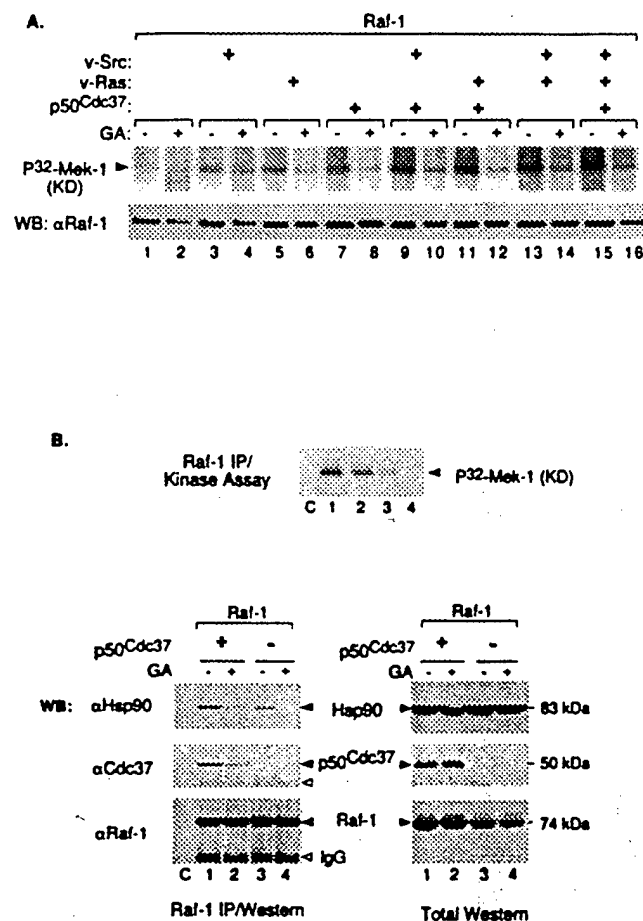 A.
Raf-1
v-Src: + + + +
v-Ras: + + + +
p50Cdc37: + + + +
GA: - + - + - + - + - + - + - + - +
P32-Mek-1
(KD)
WB: αRaf-1
1 2 3 4 5 6 7 8 9 10 11 12 13 14 15 16
B.
Raf-1 IP/
Kinase Assay
P32-Mek-1 (KD)
C 1 2 3 4
Raf-1
Raf-1
p50Cdc37 + -
p50Cdc37 + -
GA - + - +
GA - + - +
WB: αHsp90
Hsp90
83 kDa
αCdc37
p50Cdc37
50 kDa
αRaf-1
Raf-1
74 kDa
IgG
C 1 2 3 4
1 2 3 4
Raf-1 IP/Western
Total Western